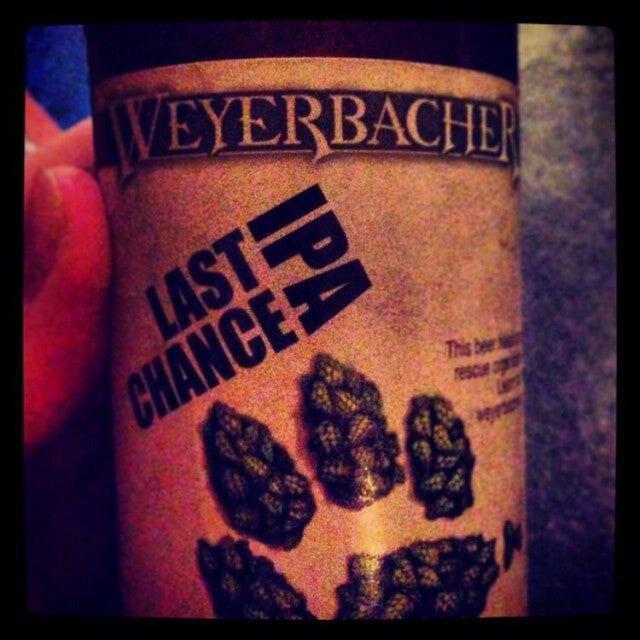 WEYERBACHER
LAST
CHANCE
IPA
This beer
rescue